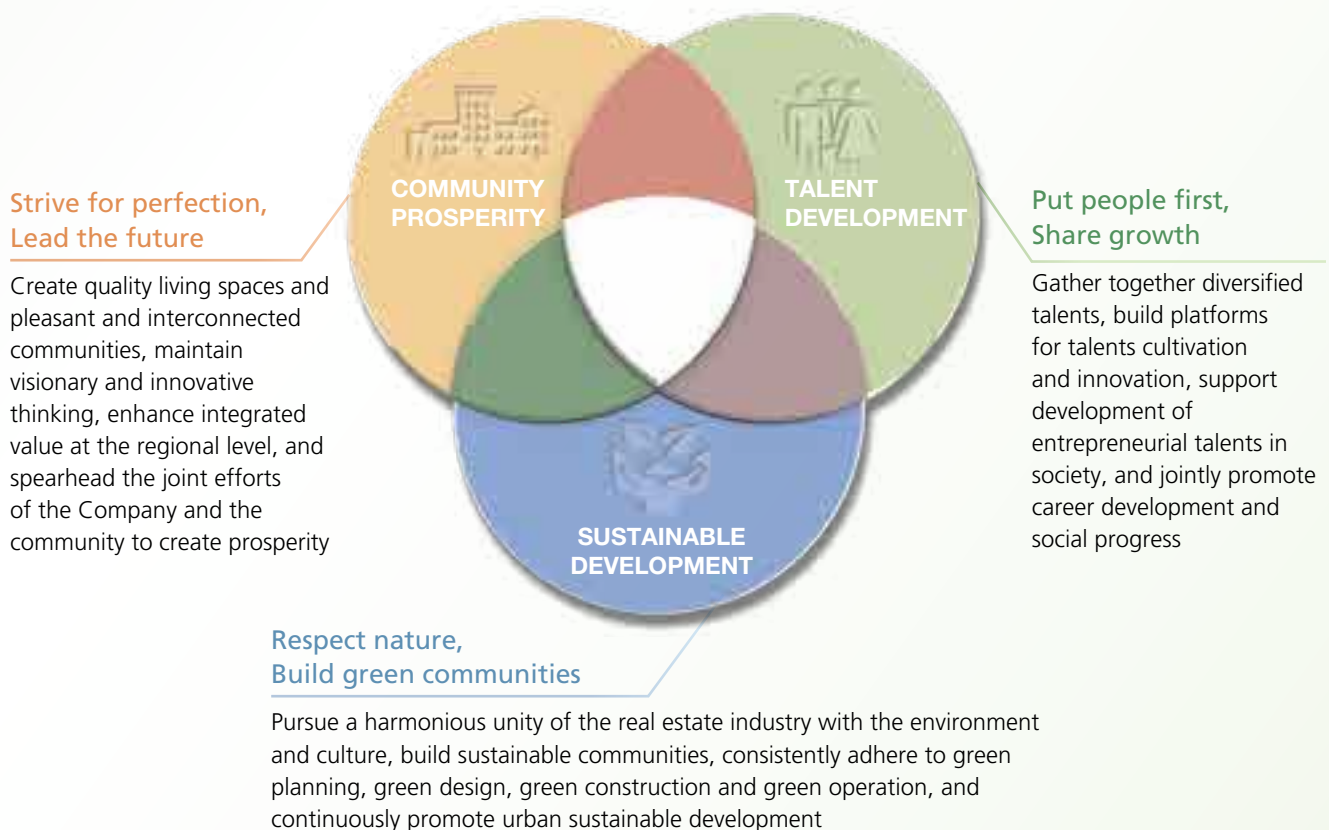 COMMUNITY
PROSPERITY
TALENT
DEVELOPMENT
SUSTAINABLE
DEVELOPMENT
Strive for perfection,
Lead the future
Create quality living spaces and
pleasant and interconnected
communities, maintain
visionary and innovative
thinking, enhance integrated
value at the regional level, and
spearhead the joint efforts
of the Company and the
community to create prosperity
Put people first,
Share growth
Gather together diversified
talents, build platforms
for talents cultivation
and innovation, support
development of
entrepreneurial talents in
society, and jointly promote
career development and
social progress
Respect nature,
Build green communities
Pursue a harmonious unity of the real estate industry with the environment
and culture, build sustainable communities, consistently adhere to green
planning, green design, green construction and green operation, and
continuously promote urban sustainable development